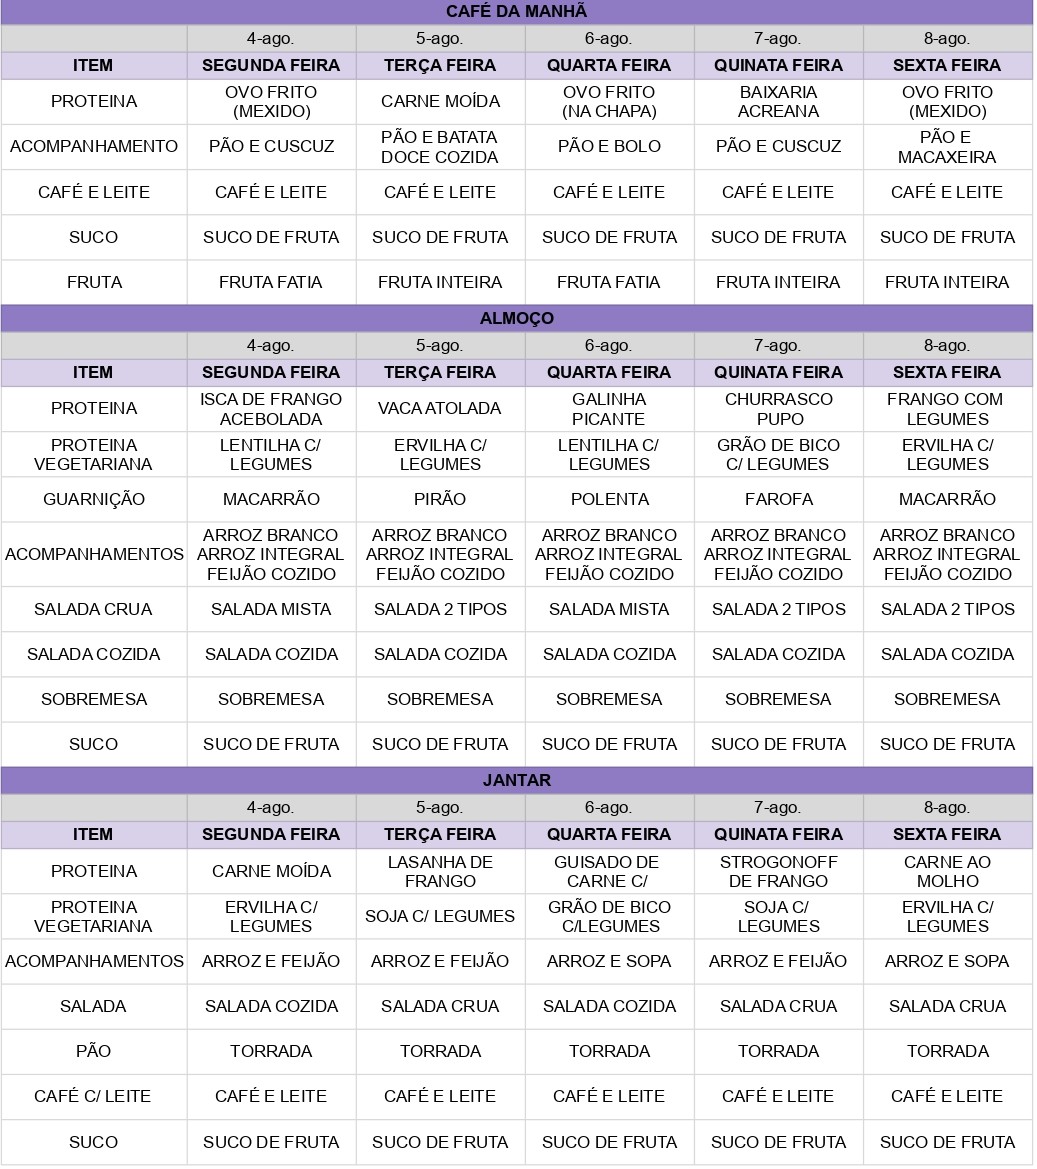 CAFÉ DA MANHÃ
4-ago. 5-ago. 6-ago. 7-ago. 8-ago.
ITEM SEGUNDA FEIRA TERÇA FEIRA QUARTA FEIRA QUINATA FEIRA SEXTA FEIRA
PROTEINA OVO FRITO (MEXIDO) CARNE MOÍDA OVO FRITO (NA CHAPA) BAIXARIA ACREANA OVO FRITO (MEXIDO)
ACOMPANHAMENTO PÃO E CUSCUZ PÃO E BATATA DOCE COZIDA PÃO E BOLO PÃO E CUSCUZ PÃO E MACAXEIRA
CAFÉ E LEITE CAFÉ E LEITE CAFÉ E LEITE CAFÉ E LEITE CAFÉ E LEITE CAFÉ E LEITE
SUCO SUCO DE FRUTA SUCO DE FRUTA SUCO DE FRUTA SUCO DE FRUTA SUCO DE FRUTA
FRUTA FRUTA FATIA FRUTA INTEIRA FRUTA FATIA FRUTA INTEIRA FRUTA INTEIRA
ALMOÇO
4-ago. 5-ago. 6-ago. 7-ago. 8-ago.
ITEM SEGUNDA FEIRA TERÇA FEIRA QUARTA FEIRA QUINATA FEIRA SEXTA FEIRA
PROTEINA ISCA DE FRANGO ACEBOLADA VACA ATOLADA GALINHA PICANTE CHURRASCO PUPO FRANGO COM LEGUMES
PROTEINA VEGETARIANA LENTILHA C/ LEGUMES ERVILHA C/ LEGUMES LENTILHA C/ LEGUMES GRÃO DE BICO C/ LEGUMES ERVILHA C/ LEGUMES
GUARNIÇÃO MACARRÃO PIRÃO POLENTA FAROFA MACARRÃO
ACOMPANHAMENTOS ARROZ BRANCO ARROZ INTEGRAL FEIJÃO COZIDO ARROZ BRANCO ARROZ INTEGRAL FEIJÃO COZIDO ARROZ BRANCO ARROZ INTEGRAL FEIJÃO COZIDO ARROZ BRANCO ARROZ INTEGRAL FEIJÃO COZIDO ARROZ BRANCO ARROZ INTEGRAL FEIJÃO COZIDO
SALADA CRUA SALADA MISTA SALADA 2 TIPOS SALADA MISTA SALADA 2 TIPOS SALADA 2 TIPOS
SALADA COZIDA SALADA COZIDA SALADA COZIDA SALADA COZIDA SALADA COZIDA SALADA COZIDA
SOBREMESA SOBREMESA SOBREMESA SOBREMESA SOBREMESA SOBREMESA
SUCO SUCO DE FRUTA SUCO DE FRUTA SUCO DE FRUTA SUCO DE FRUTA SUCO DE FRUTA
JANTAR
4-ago. 5-ago. 6-ago. 7-ago. 8-ago.
ITEM SEGUNDA FEIRA TERÇA FEIRA QUARTA FEIRA QUINATA FEIRA SEXTA FEIRA
PROTEINA CARNE MOÍDA LASANHA DE FRANGO GUISADO DE CARNE C/ STROGONOFF DE FRANGO CARNE AO MOLHO
PROTEINA VEGETARIANA ERVILHA C/ LEGUMES SOJA C/ LEGUMES GRÃO DE BICO C/LEGUMES SOJA C/ LEGUMES ERVILHA C/ LEGUMES
ACOMPANHAMENTOS ARROZ E FEIJÃO ARROZ E FEIJÃO ARROZ E SOPA ARROZ E FEIJÃO ARROZ E SOPA
SALADA SALADA COZIDA SALADA CRUA SALADA COZIDA SALADA CRUA SALADA CRUA
PÃO TORRADA TORRADA TORRADA TORRADA TORRADA
CAFÉ C/ LEITE CAFÉ E LEITE CAFÉ E LEITE CAFÉ E LEITE CAFÉ E LEITE CAFÉ E LEITE
SUCO SUCO DE FRUTA SUCO DE FRUTA SUCO DE FRUTA SUCO DE FRUTA SUCO DE FRUTA